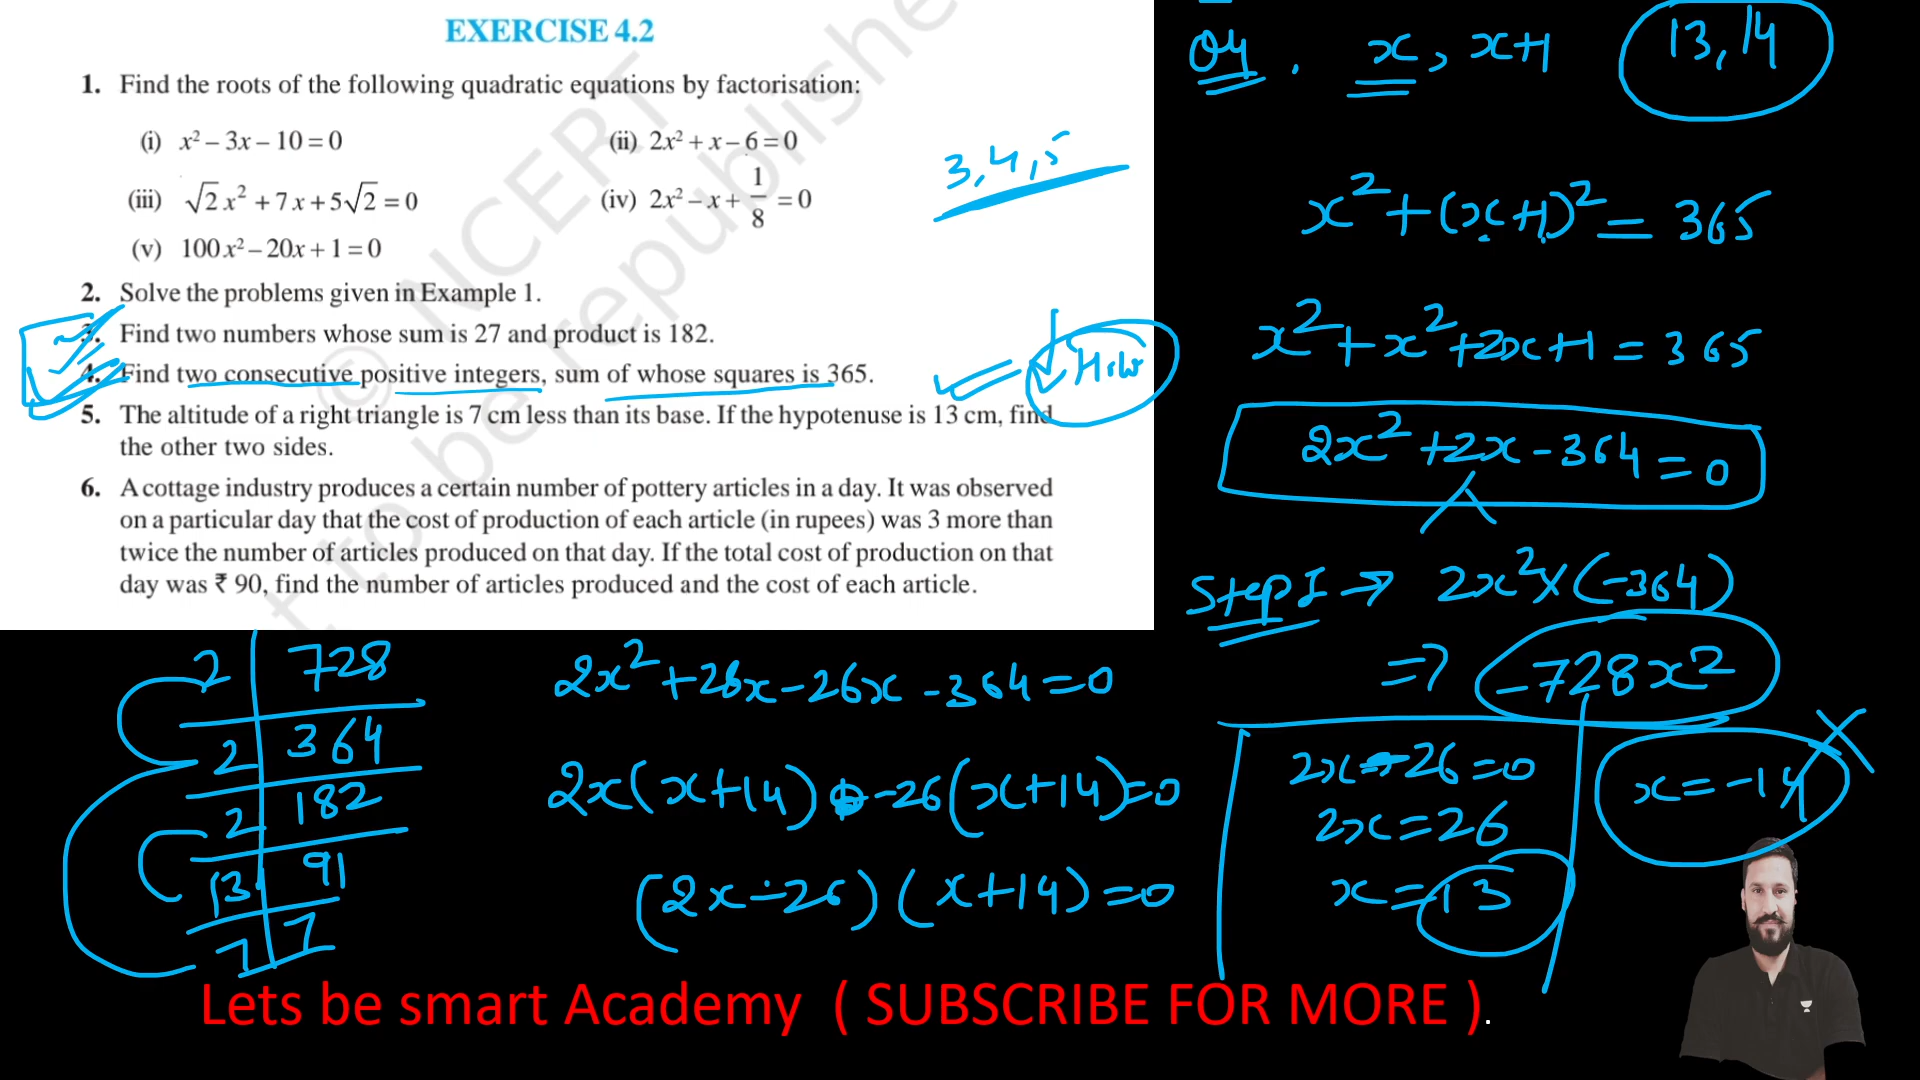 EXERCISE 4.2
1. Find the roots of the following quadratic equations by factorisation:
(i) x² – 3x – 10 = 0 (ii) 2x² + x – 6 = 0
(iii) √2 x² + 7x + 5√2 = 0 (iv) 2x² – x + 1/8 = 0
(v) 100x² – 20x + 1 = 0
2. Solve the problems given in Example 1.
3. Find two numbers whose sum is 27 and product is 182.
4. Find two consecutive positive integers, sum of whose squares is 365.
5. The altitude of a right triangle is 7 cm less than its base. If the hypotenuse is 13 cm, find
the other two sides.
6. A cottage industry produces a certain number of pottery articles in a day. It was observed
on a particular day that the cost of production of each article (in rupees) was 3 more than
twice the number of articles produced on that day. If the total cost of production on that
day was ₹ 90, find the number of articles produced and the cost of each article.
© NCERT
not to be republished
3, 4, 5
H.W
Q4. x, x+1 13, 14
x² + (x+1)² = 365
x² + x² + 2x + 1 = 365
2x² + 2x - 364 = 0
Step I → 2x² × (-364)
⇒ -728x²
2 | 728
2 | 364
2 | 182
13 | 91
7 | 7
2x² + 28x - 26x - 364 = 0
2x(x+14) -26(x+14) = 0
(2x - 26) (x+14) = 0
2x - 26 = 0
2x = 26
x = 13
x = -14
Lets be smart Academy ( SUBSCRIBE FOR MORE ).